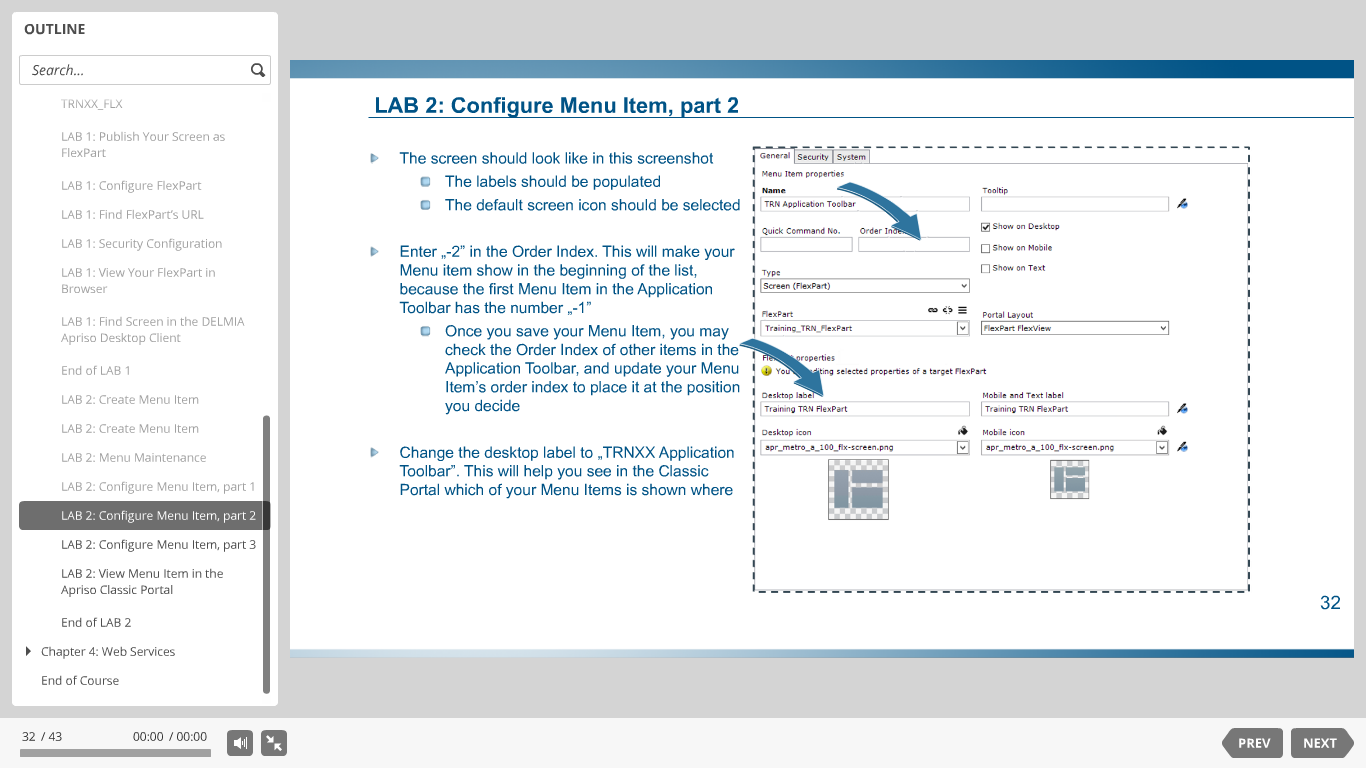 OUTLINE
Search...
TRNXX_FLX
LAB 1: Publish Your Screen as
FlexPart
LAB 1: Configure FlexPart
LAB 1: Find FlexPart's URL
LAB 1: Security Configuration
LAB 1: View Your FlexPart in
Browser
LAB 1: Find Screen in the DELMIA
Apriso Desktop Client
End of LAB 1
LAB 2: Create Menu Item
LAB 2: Create Menu Item
LAB 2: Menu Maintenance
LAB 2: Configure Menu Item, part 1
LAB 2: Configure Menu Item, part 2
LAB 2: Configure Menu Item, part 3
LAB 2: View Menu Item in the
Apriso Classic Portal
End of LAB 2
Chapter 4: Web Services
End of Course
LAB 2: Configure Menu Item, part 2
The screen should look like in this screenshot
The labels should be populated
The default screen icon should be selected
Enter „-2” in the Order Index. This will make your
Menu item show in the beginning of the list,
because the first Menu Item in the Application
Toolbar has the number „-1”
Once you save your Menu Item, you may
check the Order Index of other items in the
Application Toolbar, and update your Menu
Item's order index to place it at the position
you decide
Change the desktop label to „TRNXX Application
Toolbar”. This will help you see in the Classic
Portal which of your Menu Items is shown where
General Security System
Menu Item properties
Name
Tooltip
TRN Application Toolbar
Quick Command No.
Order Index
Show on Desktop
Show on Mobile
Show on Text
Type
Screen (FlexPart)
FlexPart
Portal Layout
Training_TRN_FlexPart
FlexPart FlexView
properties
editing selected properties of a target FlexPart
Desktop label
Mobile and Text label
Training TRN FlexPart
Training TRN FlexPart
Desktop icon
Mobile icon
apr_metro_a_100_flx-screen.png
apr_metro_a_100_flx-screen.png
32
32 / 43
00:00 / 00:00
PREV
NEXT